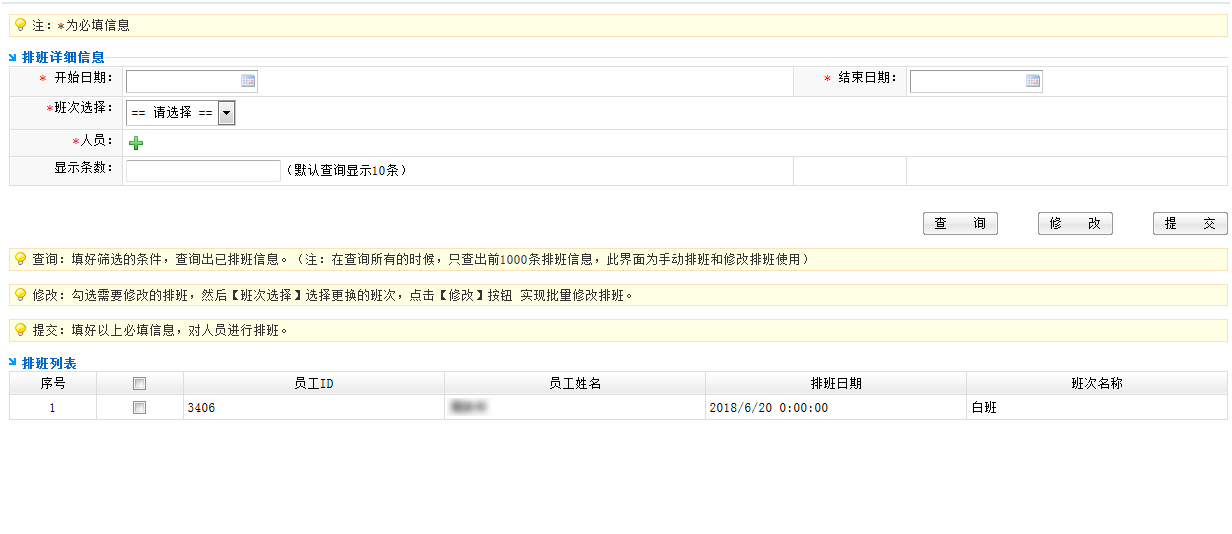 注：*为必填信息
排班详细信息
* 开始日期： * 结束日期：
*班次选择： == 请选择 ==
*人员：
显示条数： （默认查询显示10条）
查 询 修 改 提 交
查询：填好筛选的条件，查询出已排班信息。（注：在查询所有的时候，只查出前1000条排班信息，此界面为手动排班和修改排班使用）
修改：勾选需要修改的排班，然后【班次选择】选择更换的班次，点击【修改】按钮 实现批量修改排班。
提交：填好以上必填信息，对人员进行排班。
排班列表
序号 员工ID 员工姓名 排班日期 班次名称
1 3406 2018/6/20 0:00:00 白班